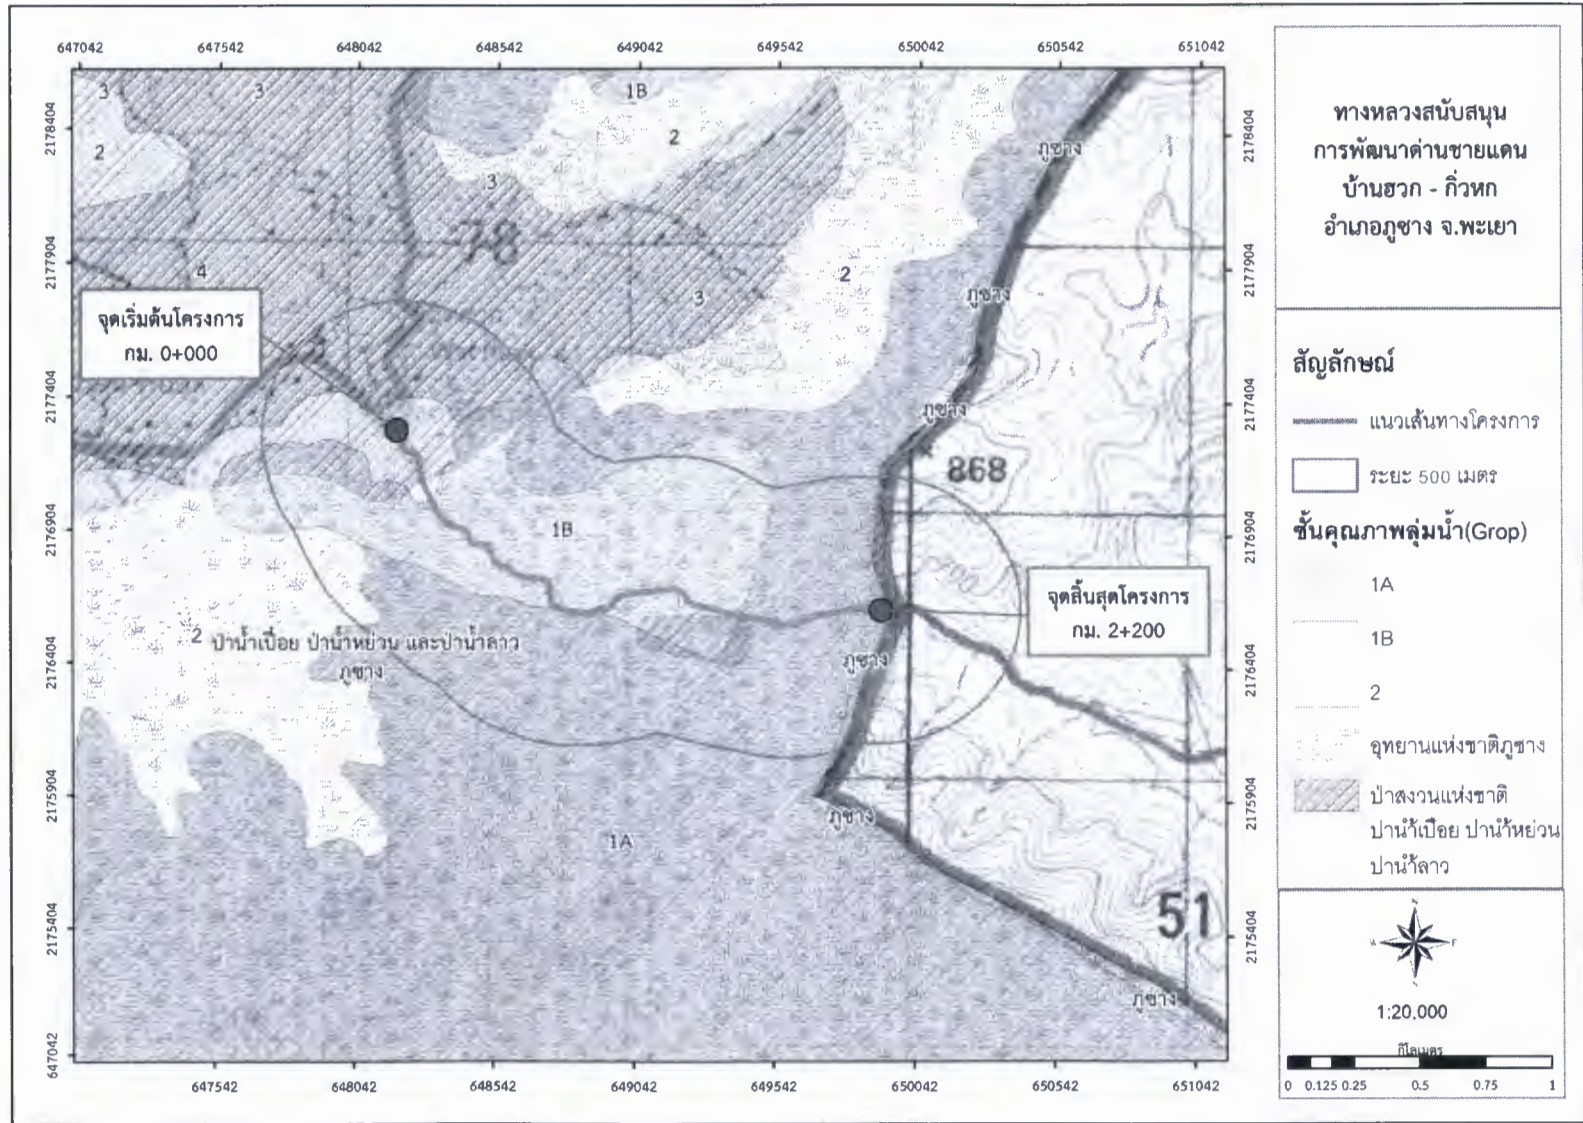 647042 647542 648042 648542 649042 649542 650042 650542 651042
2178404
2177904
2177404
2176904
2176404
2175904
2175404
647042
2178404
2177904
2177404
2176904
2176404
2175904
2175404
647542 648042 648542 649042 649542 650042 650542 651042
3
3
1B
2
2
3
78
4
2
3
ภูซาง
ภูซาง
ภูซาง
868
จุดเริ่มต้นโครงการ
กม. 0+000
1B
จุดสิ้นสุดโครงการ
กม. 2+200
2
ป่าน้ำเปื่อย ป่าน้ำหย่วน และป่าน้ำลาว
ภูซาง
ภูซาง
ภูซาง
1A
51
ภูซาง
ทางหลวงสนับสนุน
การพัฒนาด่านชายแดน
บ้านฮวก - กิ่วหก
อำเภอภูซาง จ.พะเยา
สัญลักษณ์
แนวเส้นทางโครงการ
ระยะ 500 เมตร
ชั้นคุณภาพลุ่มน้ำ(Grop)
1A
1B
2
อุทยานแห่งชาติภูซาง
ป่าสงวนแห่งชาติ
ป่าน้ำเปื๋อย ป่าน้ำหย่วน
ป่าน้ำลาว
N
1:20,000
กิโลเมตร
0 0.125 0.25 0.5 0.75 1